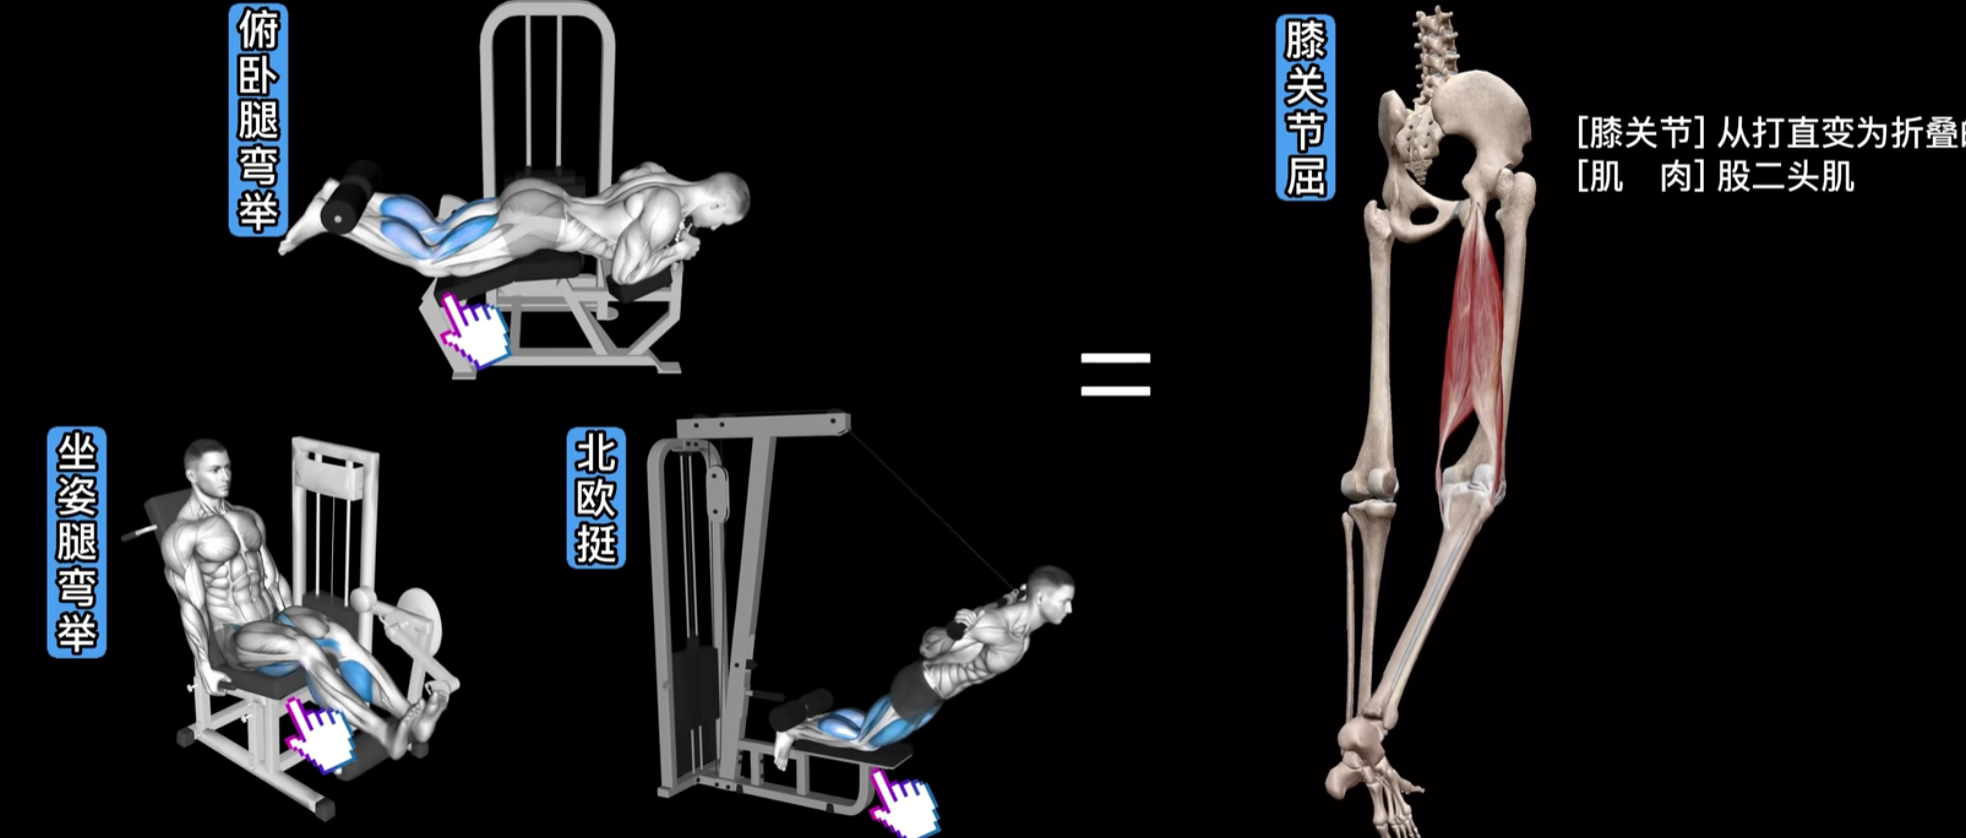 俯卧腿弯举
坐姿腿弯举
北欧挺
膝关节屈
[膝关节] 从打直变为折叠
[肌 肉] 股二头肌